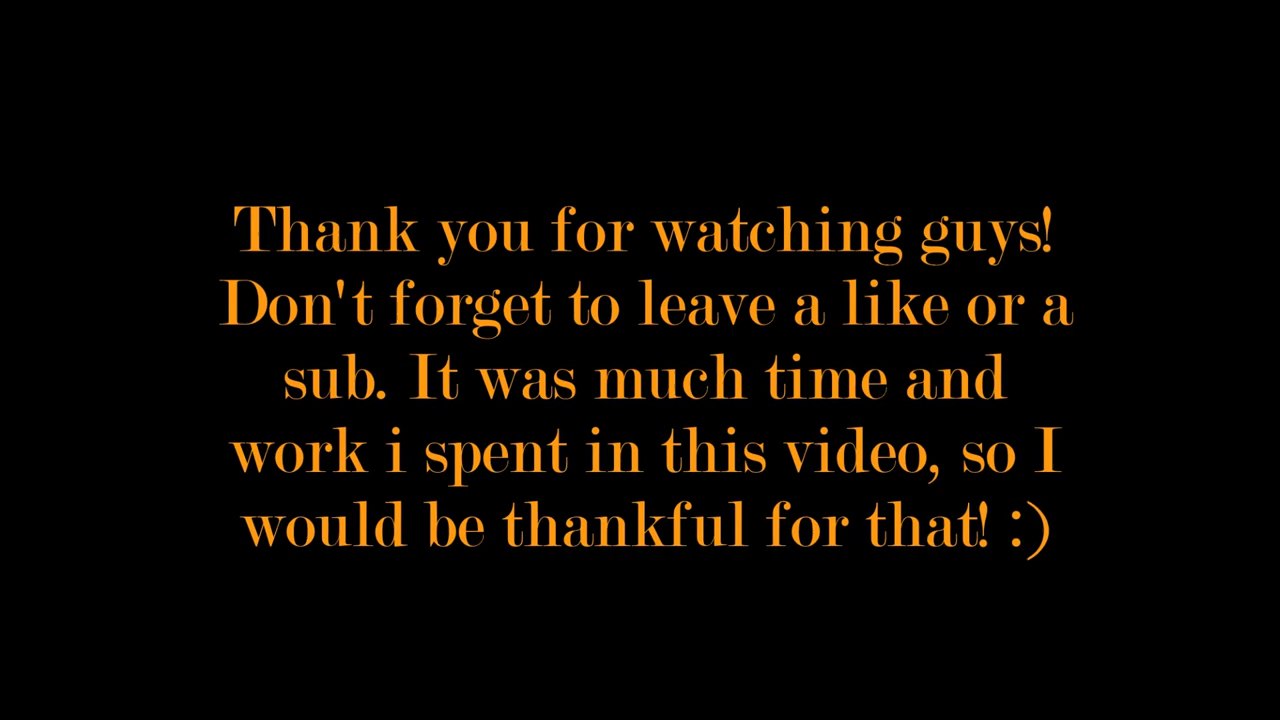 Thank you for watching guys!
Don't forget to leave a like or a
sub. It was much time and
work i spent in this video, so I
would be thankful for that! :)